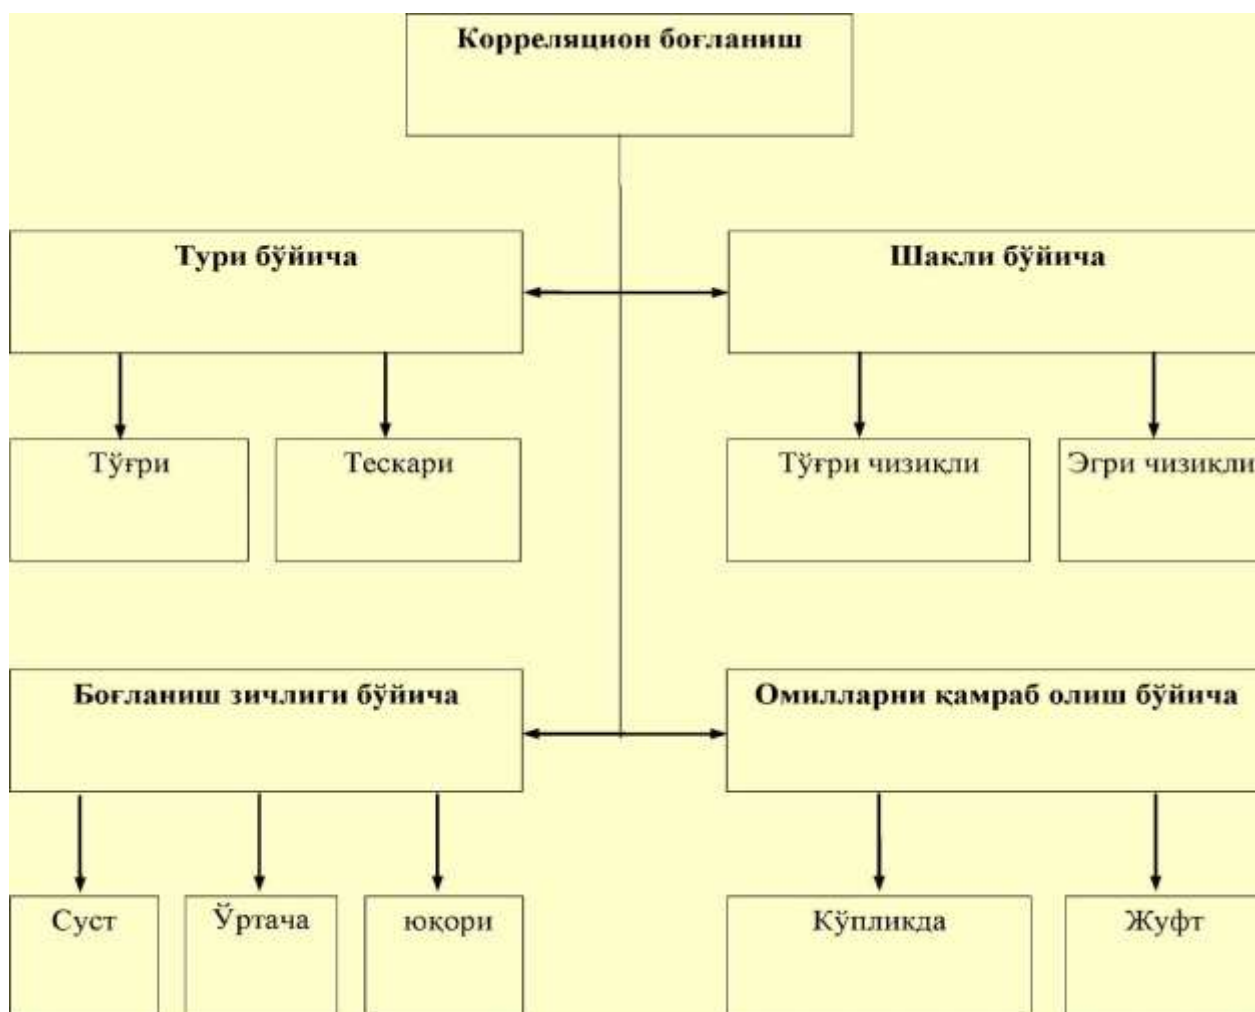 Корреляцион боғланиш
Тури бўйича
Шакли бўйича
Тўғри
Тескари
Тўғри чизиқли
Эгри чизиқли
Боғланиш зичлиги бўйича
Омилларни қамраб олиш бўйича
Суст
Ўртача
юқори
Кўпликда
Жуфт